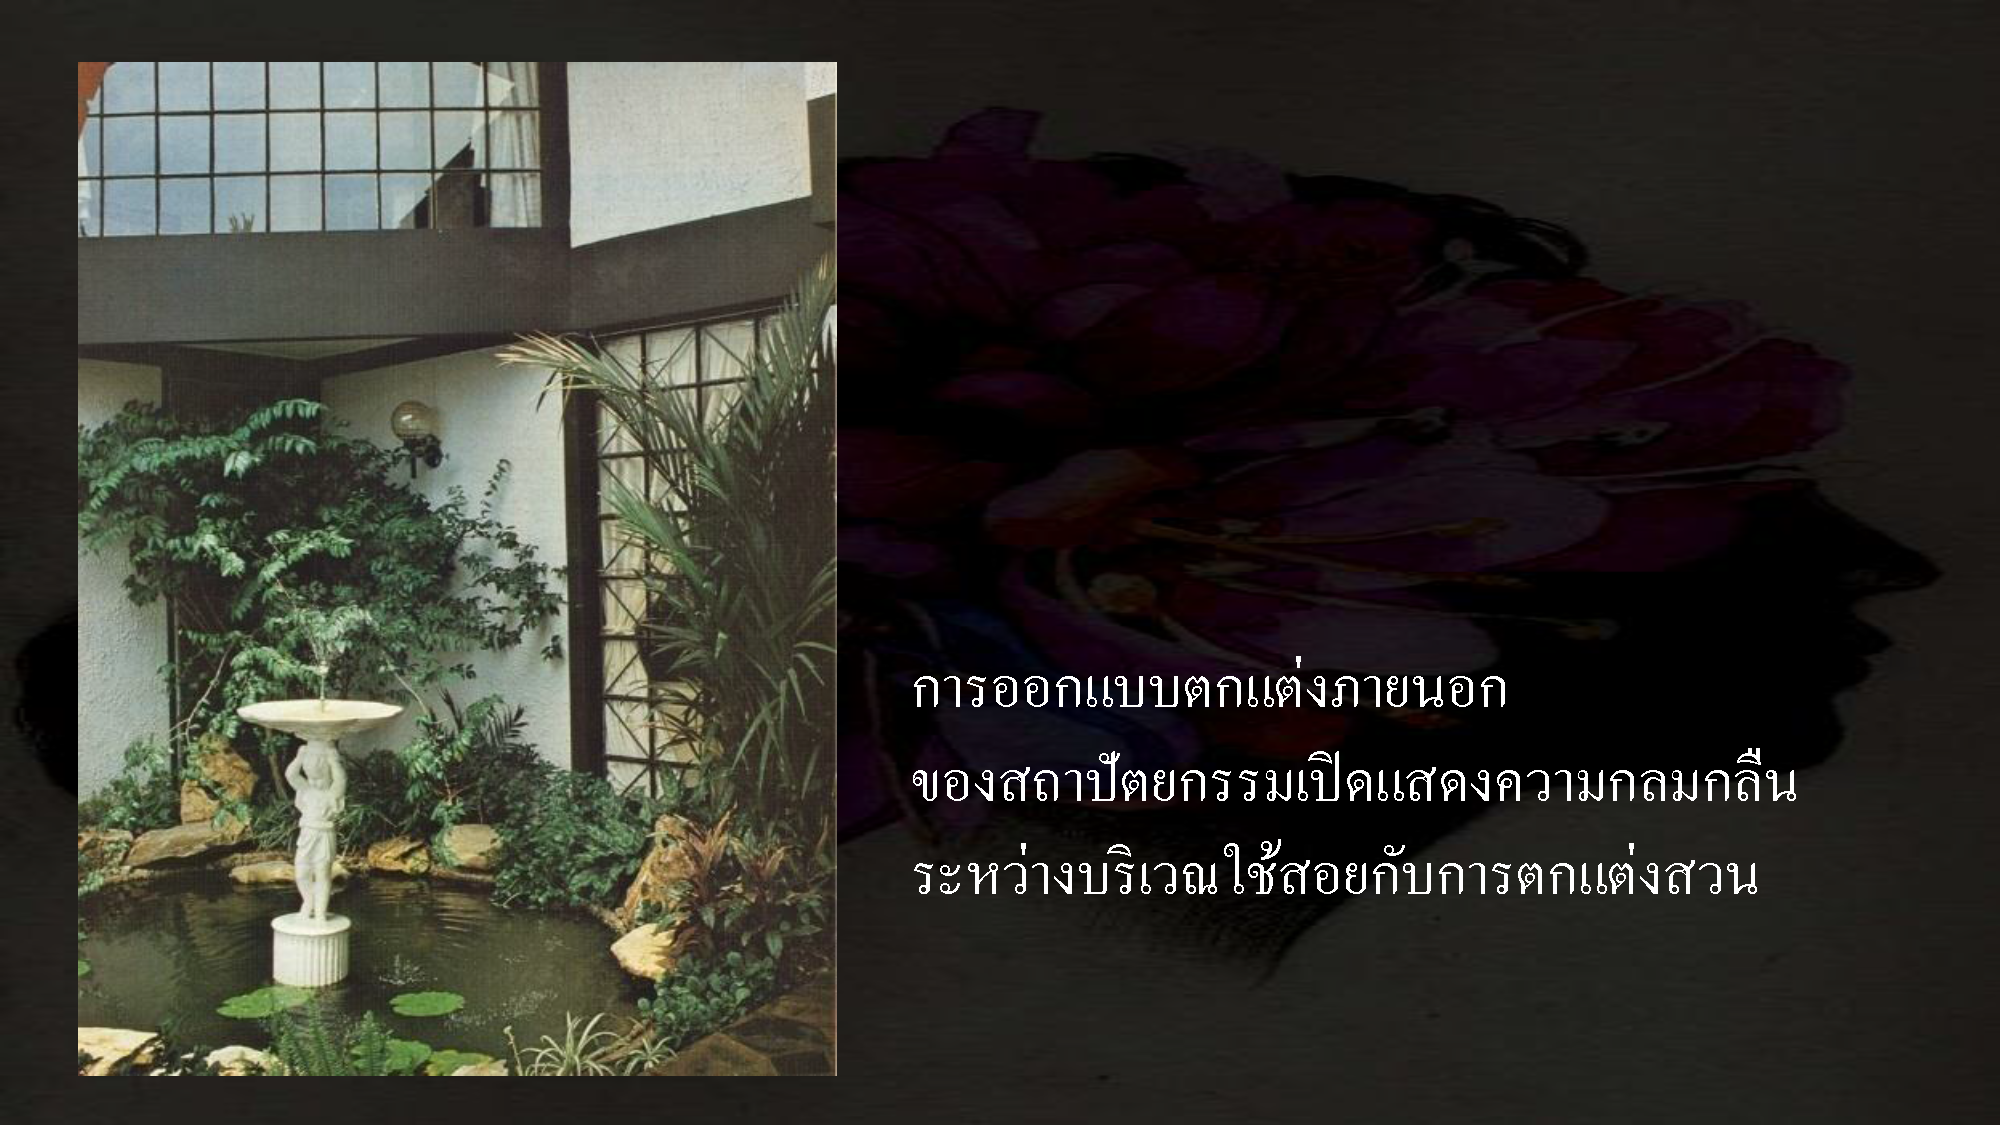 การออกแบบตกแต่งภายนอก
ของสถาปัตยกรรมเปิดแสดงความกลมกลืน
ระหว่างบริเวณใช้สอยกับการตกแต่งสวน